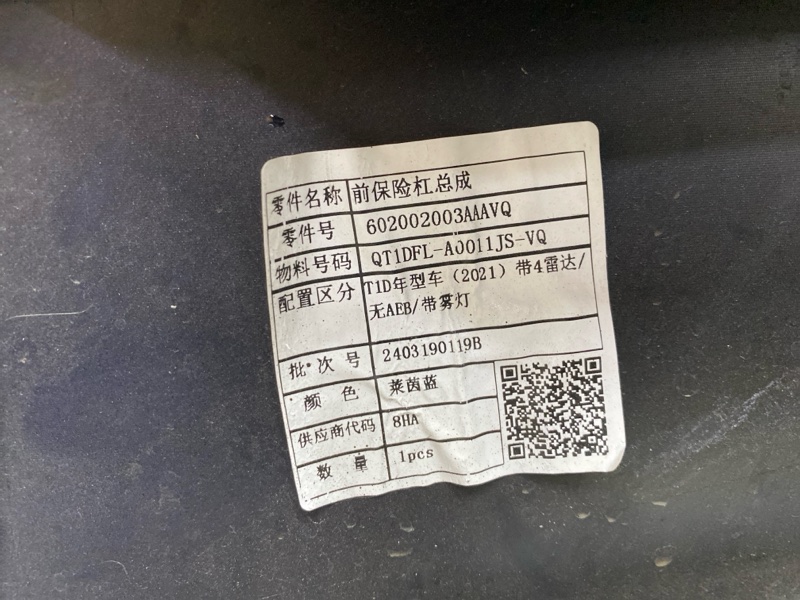 零件名称 前保险杠总成
零件号 602002003AAAVQ
物料号码 QT1DFL-A0011JS-VQ
配置区分 T1D年型车（2021）带4雷达/
无AEB/带雾灯
批次号 2403190119B
颜色 莱茵蓝
供应商代码 8HA
数量 1pcs